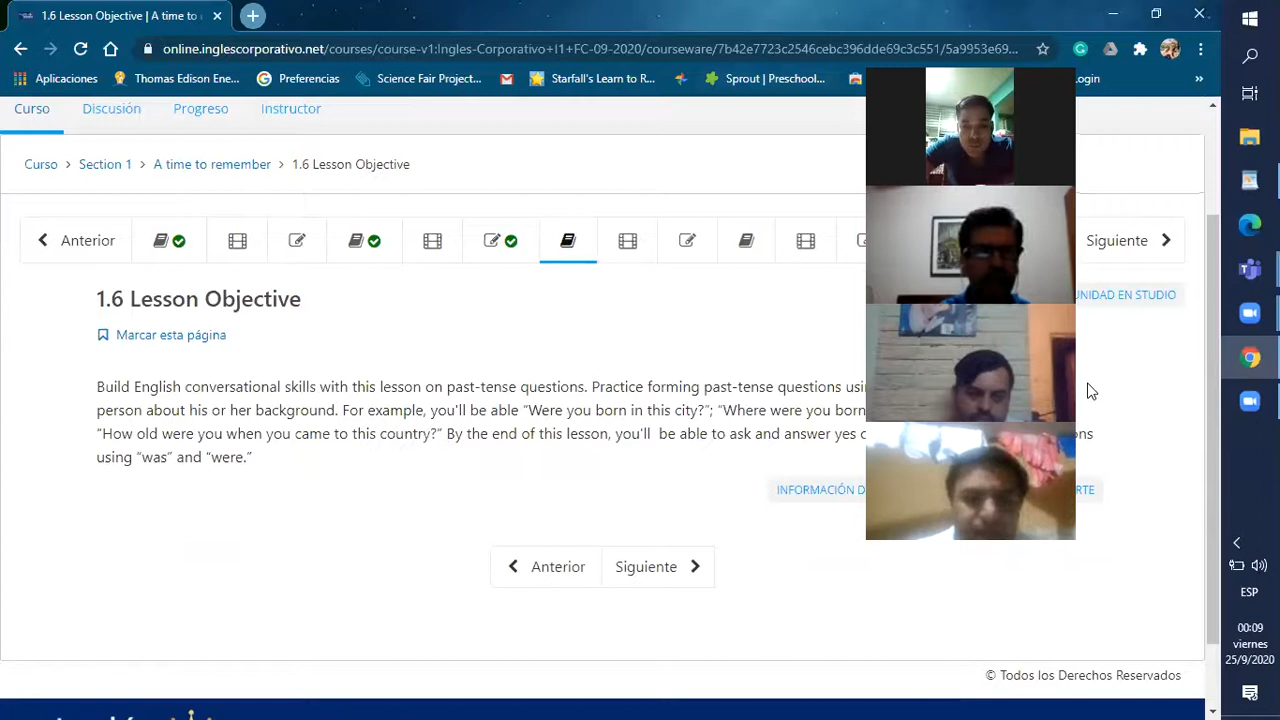 1.6 Lesson Objective | A time to
online.inglescorporativo.net/courses/course-v1:Ingles-Corporativo+I1+FC-09-2020/courseware/7b42e7723c2546cebc396dde69c3c551/5a9953e69...
Aplicaciones Thomas Edison Ene... Preferencias Science Fair Project... Starfall's Learn to R... Sprout | Preschool... Login »
Curso Discusión Progreso Instructor
Curso > Section 1 > A time to remember > 1.6 Lesson Objective
Anterior Siguiente
1.6 Lesson Objective
UNIDAD EN STUDIO
Marcar esta página
Build English conversational skills with this lesson on past-tense questions. Practice forming past-tense questions
person about his or her background. For example, you'll be able “Were you born in this city?”; “Where were you born
“How old were you when you came to this country?” By the end of this lesson, you'll be able to ask and answer yes
using “was” and “were.”
INFORMACIÓN
Anterior Siguiente
© Todos los Derechos Reservados
ESP
00:09
viernes
25/9/2020